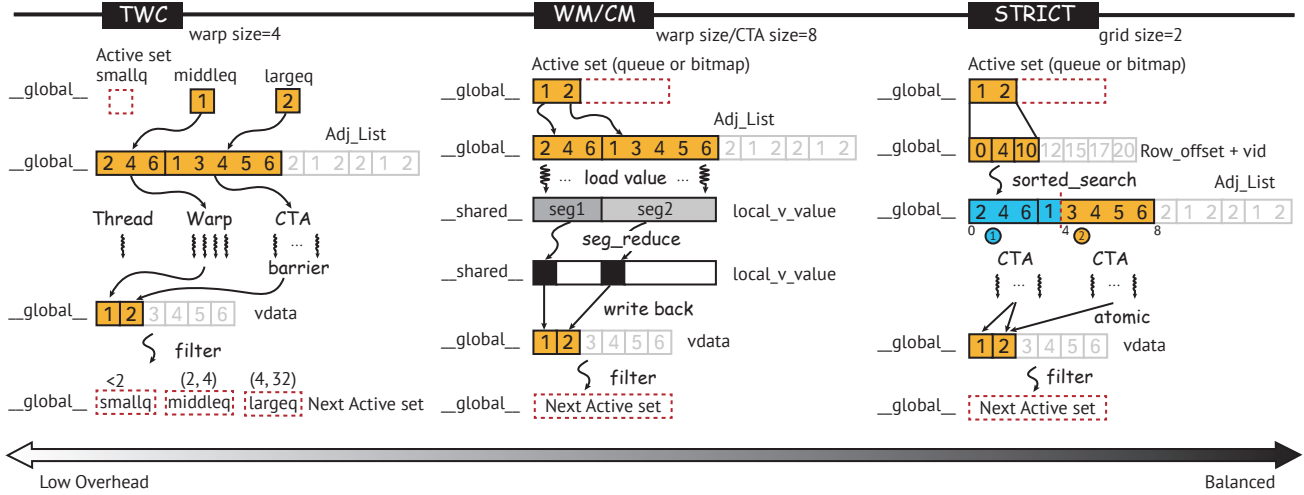 TWC
warp size=4
Active set
smallq
middleq
largeq
__global__
1
2
Adj_List
__global__
2 4 6 1 3 4 5 6 2 1 2 2 1 2
Thread
Warp
CTA
...
barrier
__global__
1 2 3 4 5 6
vdata
filter
<2
(2, 4)
(4, 32)
__global__
smallq
middleq
largeq
Next Active set
WM/CM
warp size/CTA size=8
Active set (queue or bitmap)
__global__
1 2
Adj_List
__global__
2 4 6 1 3 4 5 6 2 1 2 2 1 2
... load value ...
__shared__
seg1
seg2
local_v_value
seg_reduce
__shared__
local_v_value
write back
__global__
1 2 3 4 5 6
vdata
filter
__global__
Next Active set
STRICT
grid size=2
Active set (queue or bitmap)
__global__
1 2
__global__
0 4 10 12 15 17 20
Row_offset + vid
sorted_search
Adj_List
__global__
2 4 6 1 3 4 5 6 2 1 2 2 1 2
0
4
8
1
2
CTA
CTA
...
...
atomic
__global__
1 2 3 4 5 6
vdata
filter
__global__
Next Active set
Low Overhead
Balanced